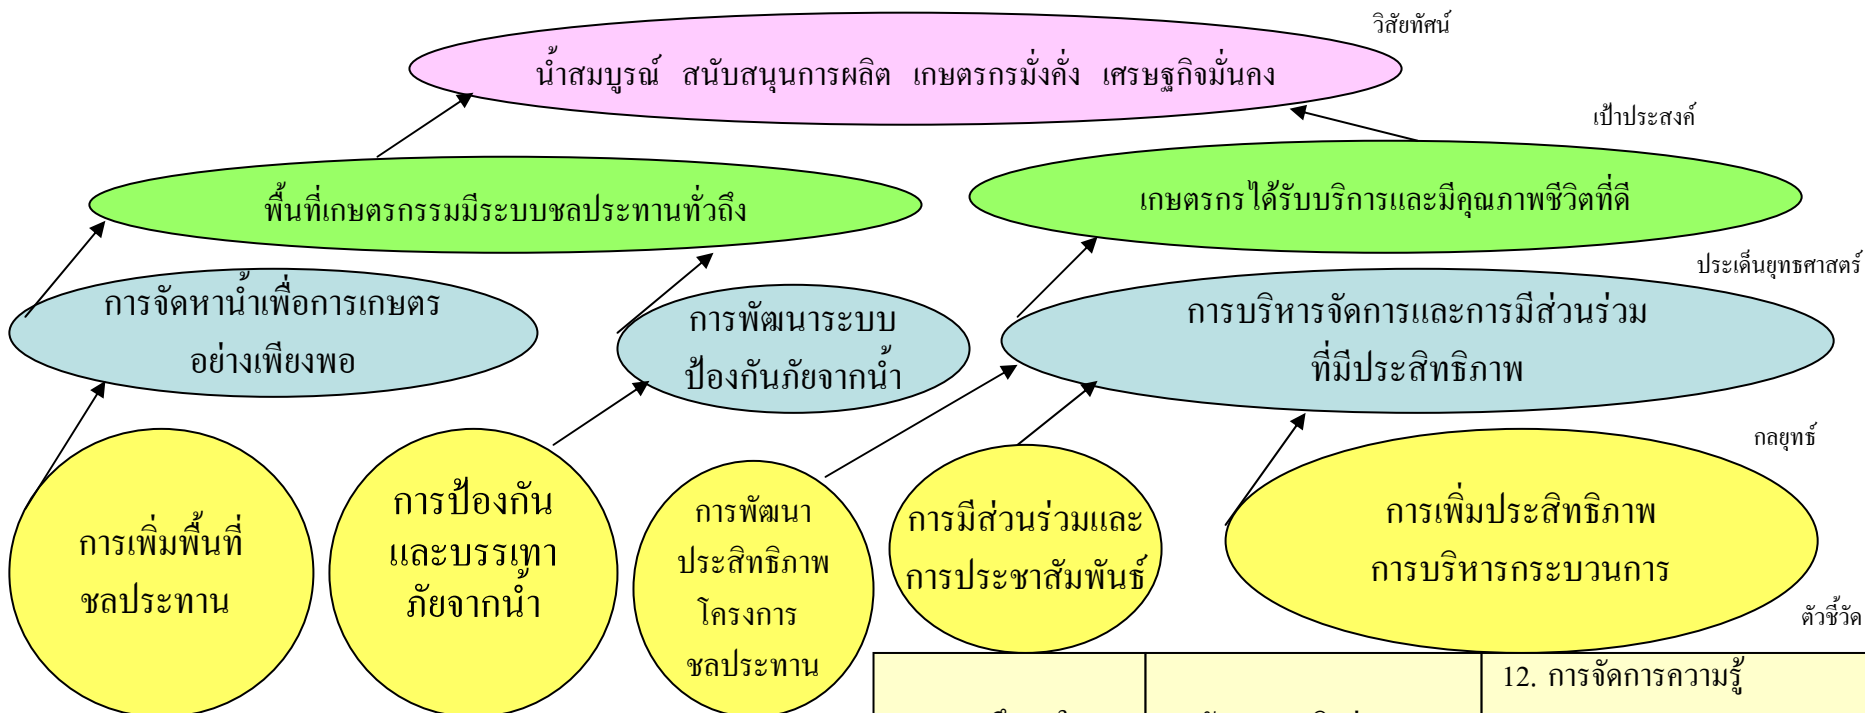 วิสัยทัศน์
น้ำสมบูรณ์ สนับสนุนการผลิต เกษตรกรมั่งคั่ง เศรษฐกิจมั่นคง
เป้าประสงค์
พื้นที่เกษตรกรรมมีระบบชลประทานทั่วถึง
เกษตรกรได้รับบริการและมีคุณภาพชีวิตที่ดี
ประเด็นยุทธศาสตร์
การจัดหาน้ำเพื่อการเกษตร
อย่างเพียงพอ
การพัฒนาระบบ
ป้องกันภัยจากน้ำ
การบริหารจัดการและการมีส่วนร่วม
ที่มีประสิทธิภาพ
กลยุทธ์
การเพิ่มพื้นที่
ชลประทาน
การป้องกัน
และบรรเทา
ภัยจากน้ำ
การพัฒนา
ประสิทธิภาพ
โครงการ
ชลประทาน
การมีส่วนร่วมและ
การประชาสัมพันธ์
การเพิ่มประสิทธิภาพ
การบริหารกระบวนการ
ตัวชี้วัด
12. การจัดการความรู้